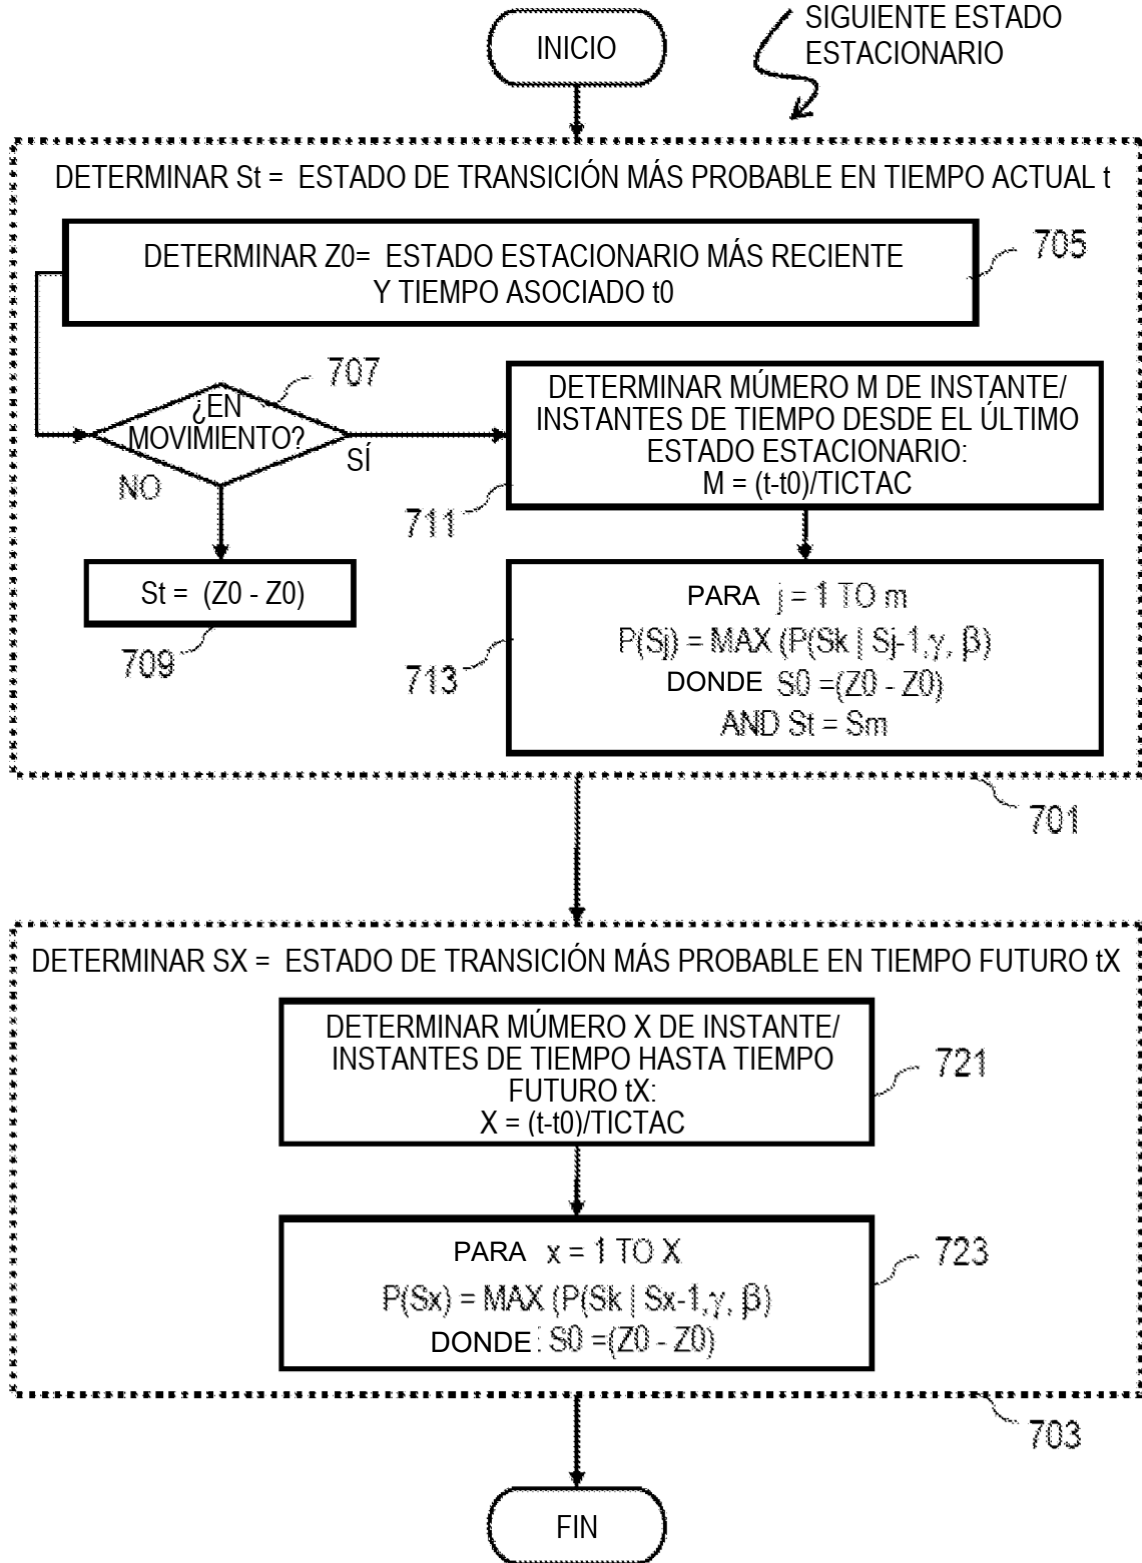 INICIO
SIGUIENTE ESTADO
ESTACIONARIO
DETERMINAR St = ESTADO DE TRANSICIÓN MÁS PROBABLE EN TIEMPO ACTUAL t
DETERMINAR Z0= ESTADO ESTACIONARIO MÁS RECIENTE
Y TIEMPO ASOCIADO t0
705
707
¿EN
MOVIMIENTO?
SÍ
NO
DETERMINAR MÚMERO M DE INSTANTE/
INSTANTES DE TIEMPO DESDE EL ÚLTIMO
ESTADO ESTACIONARIO:
M = (t-t0)/TICTAC
711
St = (Z0 - Z0)
709
PARA j = 1 TO m
P(Sj) = MAX (P(Sk | Sj-1,γ, β)
DONDE S0 =(Z0 - Z0)
AND St = Sm
713
701
DETERMINAR SX = ESTADO DE TRANSICIÓN MÁS PROBABLE EN TIEMPO FUTURO tX
DETERMINAR MÚMERO X DE INSTANTE/
INSTANTES DE TIEMPO HASTA TIEMPO
FUTURO tX:
X = (t-t0)/TICTAC
721
PARA x = 1 TO X
P(Sx) = MAX (P(Sk | Sx-1,γ, β)
DONDE : S0 =(Z0 - Z0)
723
703
FIN